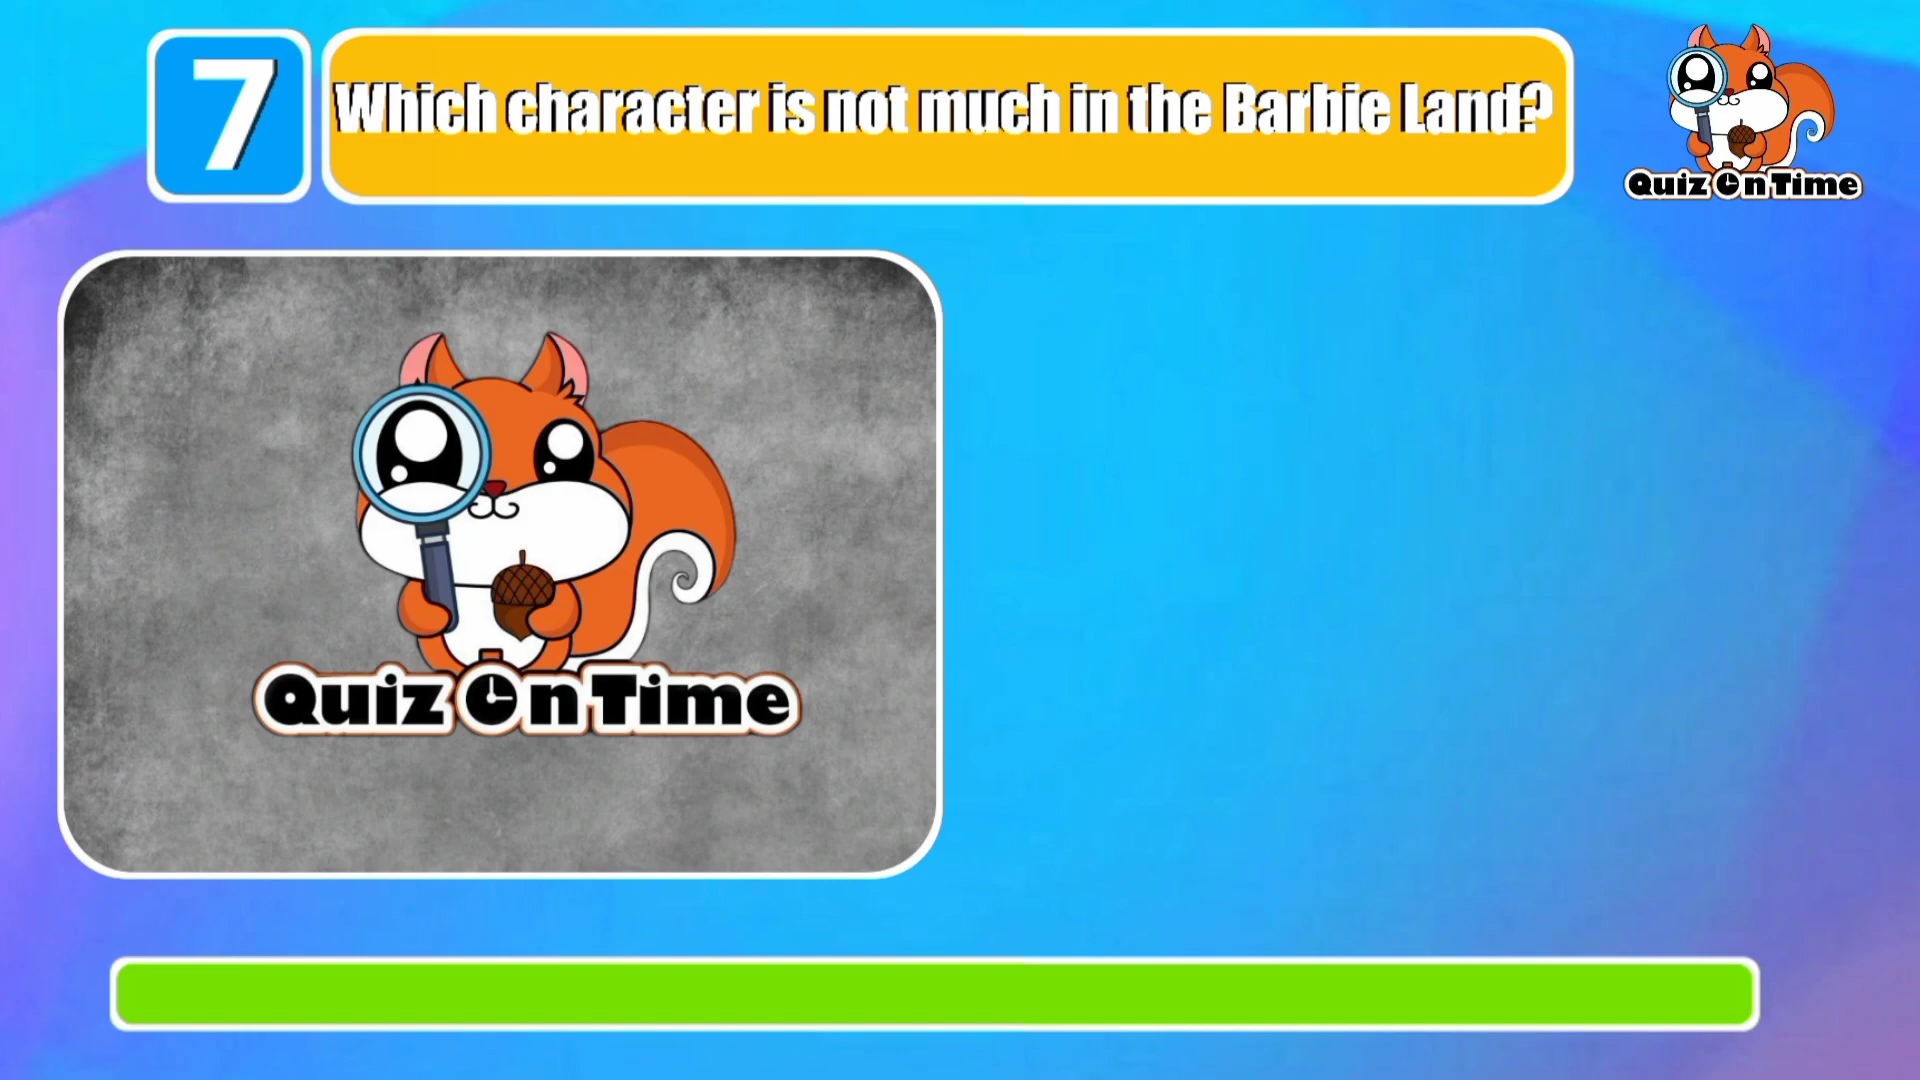 7
Which character is not much in the Barbie Land?
Quiz On Time
Quiz On Time